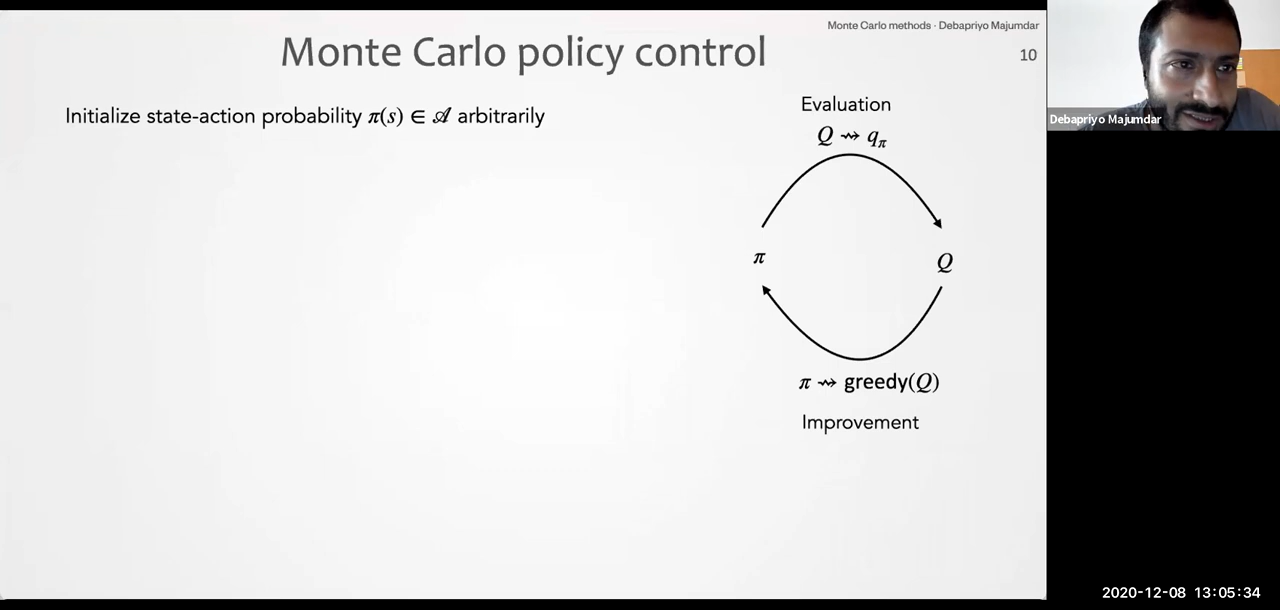 Monte Carlo methods · Debapriyo Majumdar
Monte Carlo policy control
10
Initialize state-action probability π(s) ∈ 𝒜 arbitrarily
Evaluation
Q ⇝ qπ
π
Q
π ⇝ greedy(Q)
Improvement
Debapriyo Majumdar
2020-12-08 13:05:34